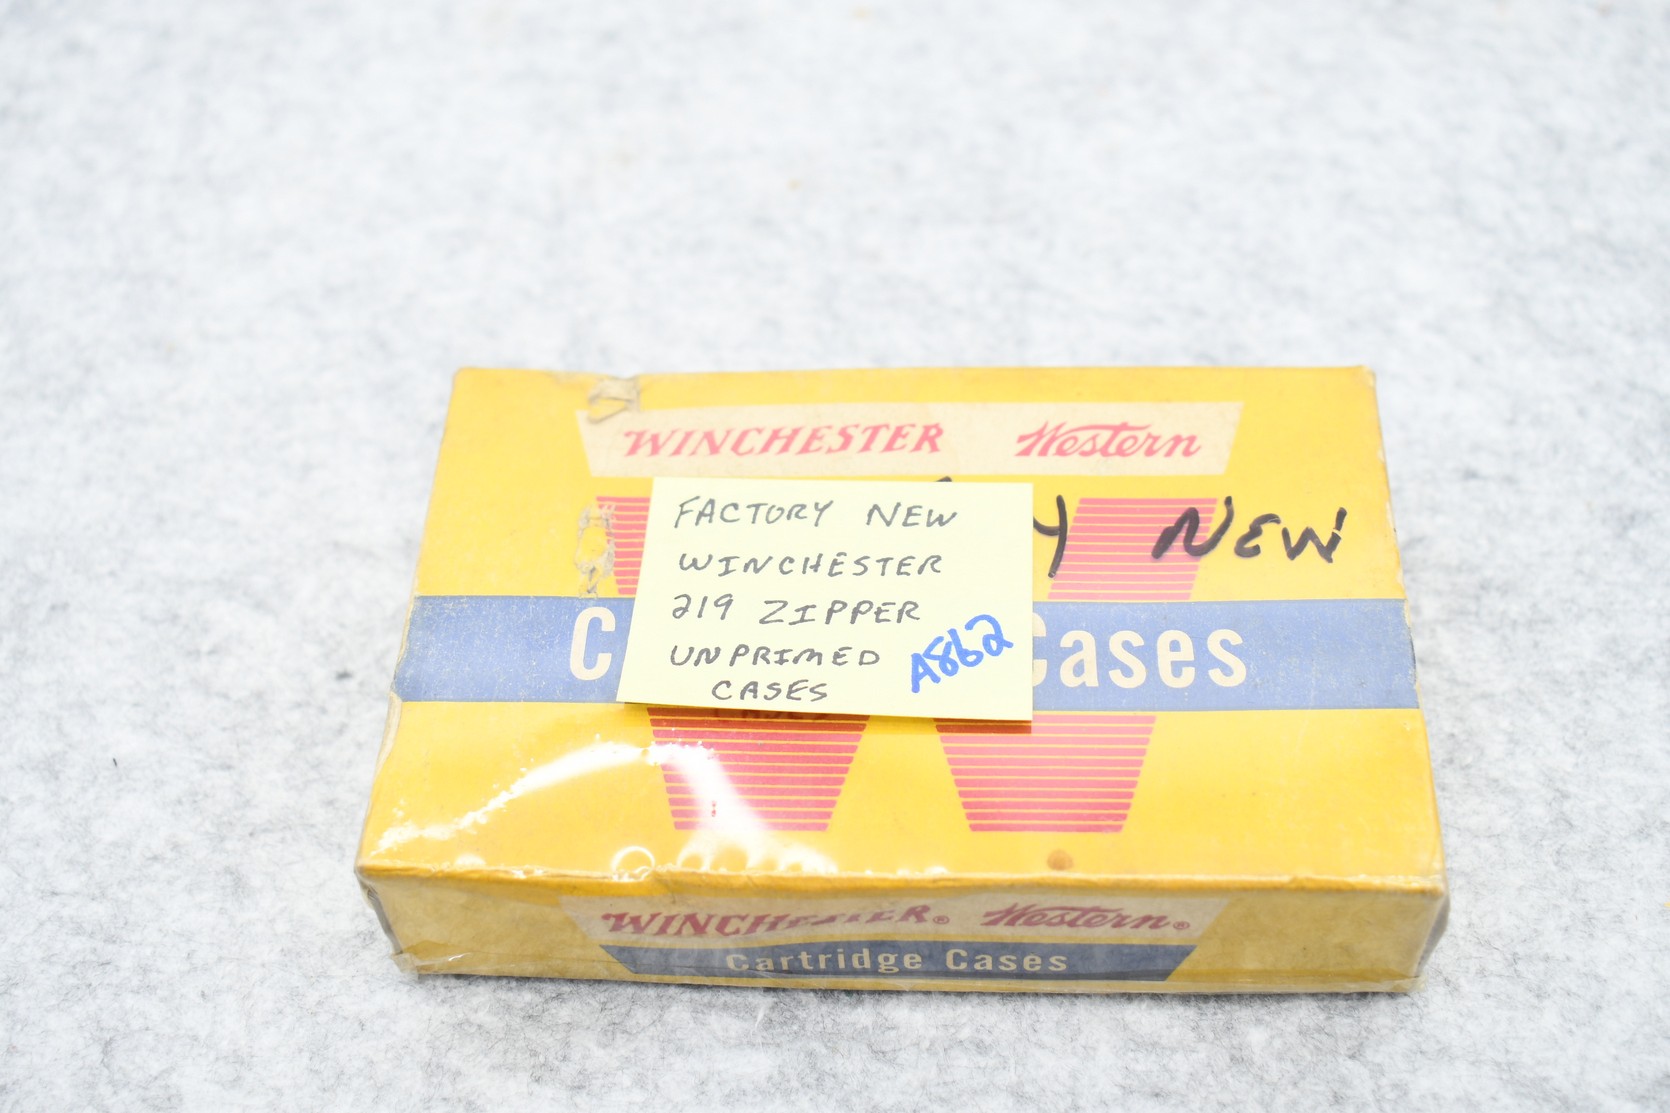 WINCHESTER Western
FACTORY NEW
WINCHESTER
219 ZIPPER
UNPRIMED
CASES
A862
Y NEW
C Cases
WINCHESTER® Western®
Cartridge Cases